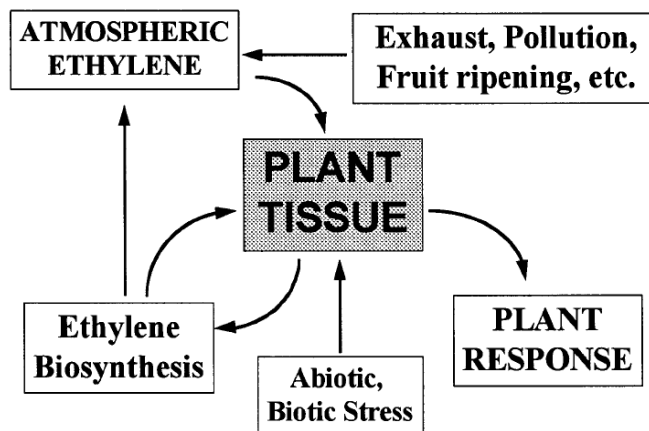 ATMOSPHERIC
ETHYLENE
Exhaust, Pollution,
Fruit ripening, etc.
PLANT
TISSUE
Ethylene
Biosynthesis
Abiotic,
Biotic Stress
PLANT
RESPONSE